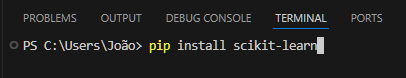 PROBLEMS OUTPUT DEBUG CONSOLE TERMINAL PORTS
PS C:\Users\João> pip install scikit-learn